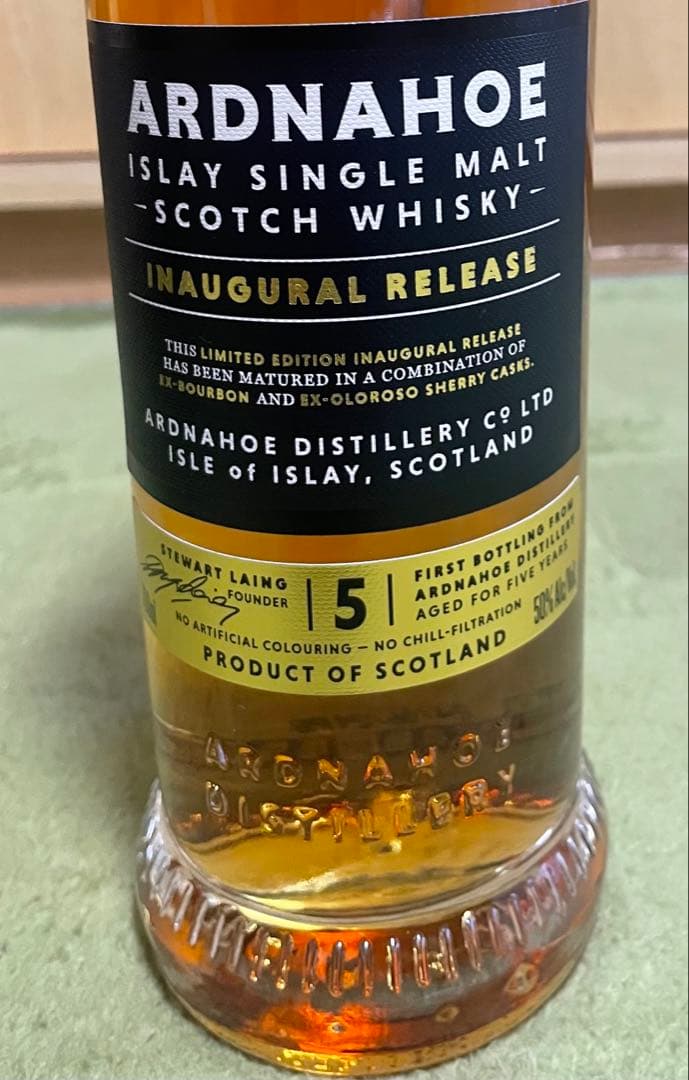 ARDNAHOE
ISLAY SINGLE MALT
-SCOTCH WHISKY-
INAUGURAL RELEASE
THIS LIMITED EDITION INAUGURAL RELEASE
HAS BEEN MATURED IN A COMBINATION OF
EX-BOURBON AND EX-OLOROSO SHERRY CASKS.
ARDNAHOE DISTILLERY Cº LTD
ISLE of ISLAY, SCOTLAND
STEWART LAING
FOUNDER
5
FIRST BOTTLING FROM
ARDNAHOE DISTILLERY
AGED FOR FIVE YEARS
50% Alc/Vol
NO ARTIFICIAL COLOURING – NO CHILL-FILTRATION
PRODUCT OF SCOTLAND
ARDNAHOE
DISTILLERY